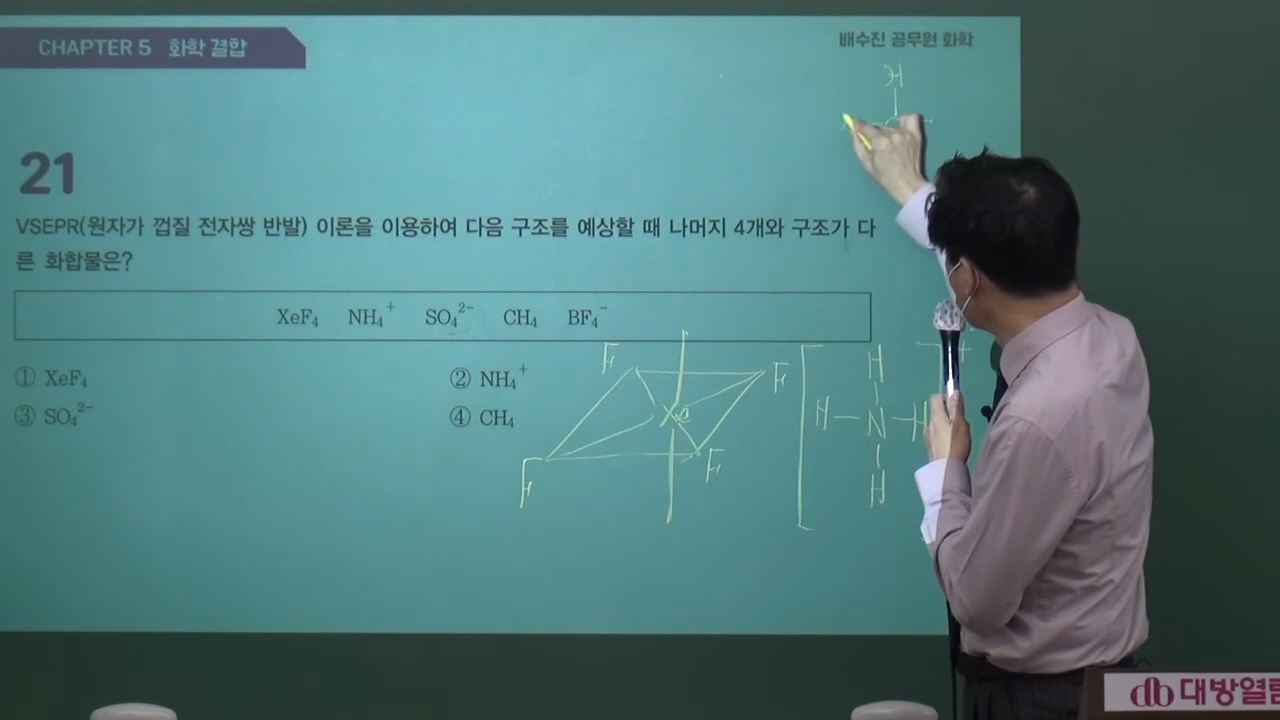 CHAPTER 5 화학 결합
배수진 공무원 화학
21
VSEPR(원자가 껍질 전자쌍 반발) 이론을 이용하여 다음 구조를 예상할 때 나머지 4개와 구조가 다
른 화합물은?
XeF₄ NH₄⁺ SO₄²⁻ CH₄ BF₄⁻
① XeF₄ ② NH₄⁺
③ SO₄²⁻ ④ CH₄
H
F F
Xe
F F
H
H N H
H
대방열림